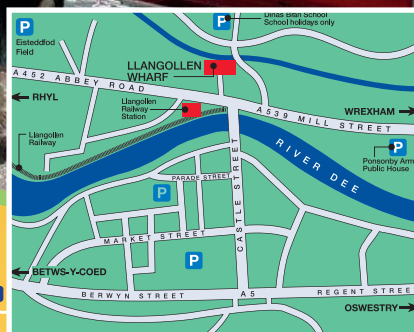 Dinas Bran School
School holidays only
P
P
Eisteddfod
Field
LLANGOLLEN
WHARF
A452 ABBEY ROAD
RHYL
Llangollen
Railway
Station
A539 MILL STREET
WREXHAM
Llangollen
Railway
P
Ponsonby Arm
Public House
RIVER DEE
PARADE STREET
P
CASTLE STREET
MARKET STREET
P
BETWS-Y-COED
BERWYN STREET
A5
REGENT STREET
OSWESTRY